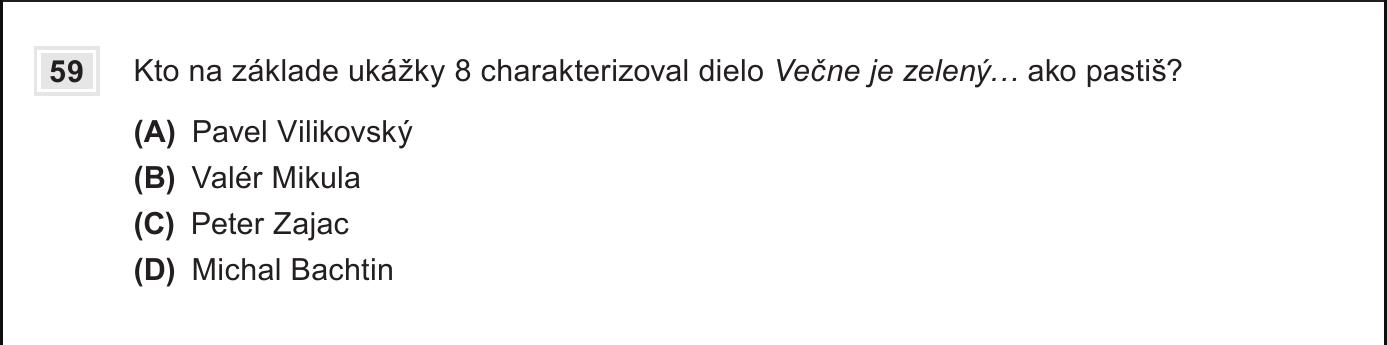 59 Kto na základe ukážky 8 charakterizoval dielo Večne je zelený… ako pastiš?
(A) Pavel Vilikovský
(B) Valér Mikula
(C) Peter Zajac
(D) Michal Bachtin